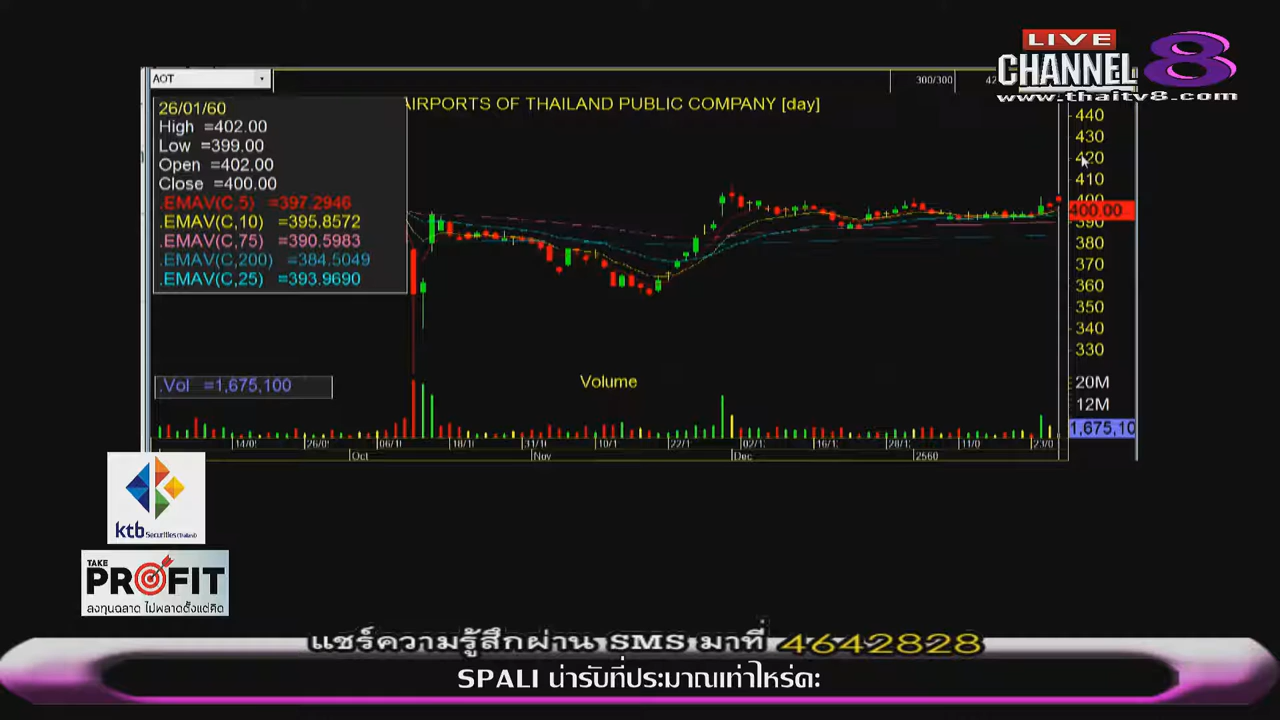 LIVE
CHANNEL 8
www.thaitv8.com
AOT
300/300
AIRPORTS OF THAILAND PUBLIC COMPANY [day]
26/01/60
High =402.00
Low =399.00
Open =402.00
Close =400.00
.EMAV(C,5) =397.2946
.EMAV(C,10) =395.8572
.EMAV(C,75) =390.5983
.EMAV(C,200) =384.5049
.EMAV(C,25) =393.9690
440
430
420
410
400
400.00
390
380
370
360
350
340
330
.Vol =1,675,100
Volume
20M
12M
1,675,10
Oct
Nov
Dec
2560
ktb Securities (Thailand)
TAKE
PROFIT
ลงทุนฉลาด ไม่พลาดตั้งแต่คิด
แชร์ความรู้สึกผ่าน SMS มาที่ 4642828
SPALI น่ารับที่ประมาณเท่าไหร่คะ